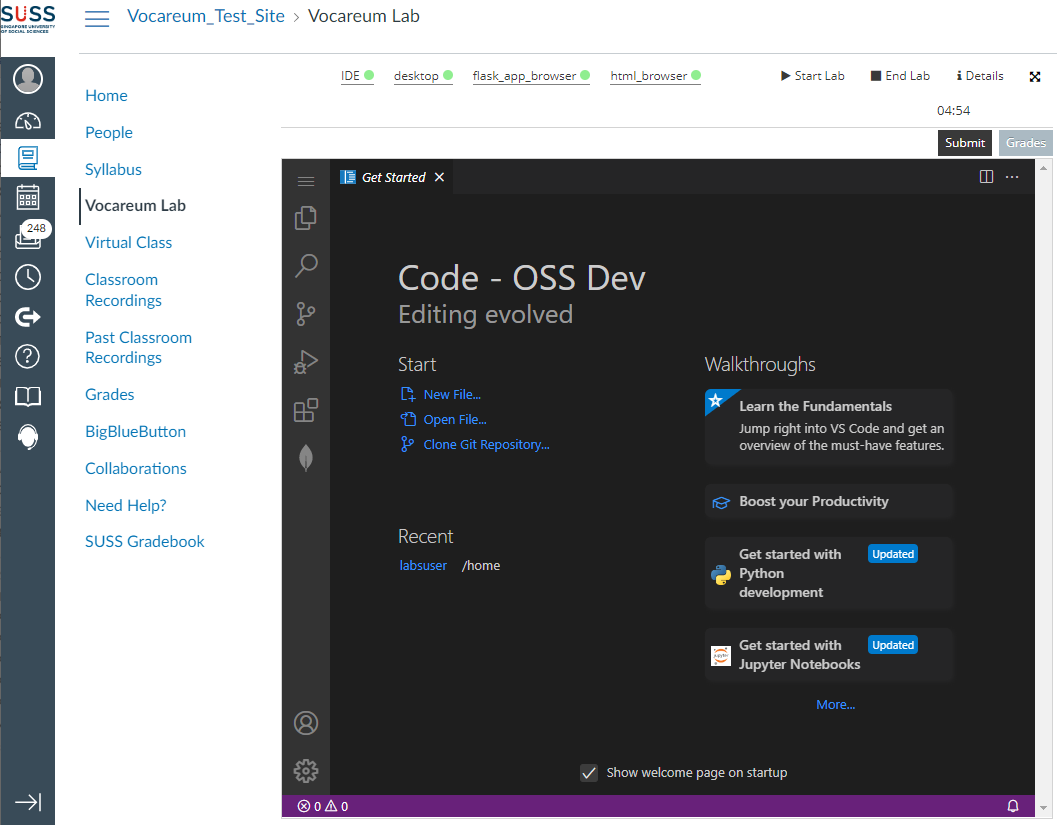 SUSS
SINGAPORE UNIVERSITY
OF SOCIAL SCIENCES
Vocareum_Test_Site > Vocareum Lab
IDE desktop flask_app_browser html_browser Start Lab End Lab Details
04:54
Submit Grades
248
Home
People
Syllabus
Vocareum Lab
Virtual Class
Classroom
Recordings
Past Classroom
Recordings
Grades
BigBlueButton
Collaborations
Need Help?
SUSS Gradebook
Get Started
Code - OSS Dev
Editing evolved
Start
New File...
Open File...
Clone Git Repository...
Recent
labsuser /home
Walkthroughs
Learn the Fundamentals
Jump right into VS Code and get an
overview of the must-have features.
Boost your Productivity
Get started with
Python
development
Updated
Get started with
Jupyter Notebooks
Updated
jupyter
More...
Show welcome page on startup
0 0